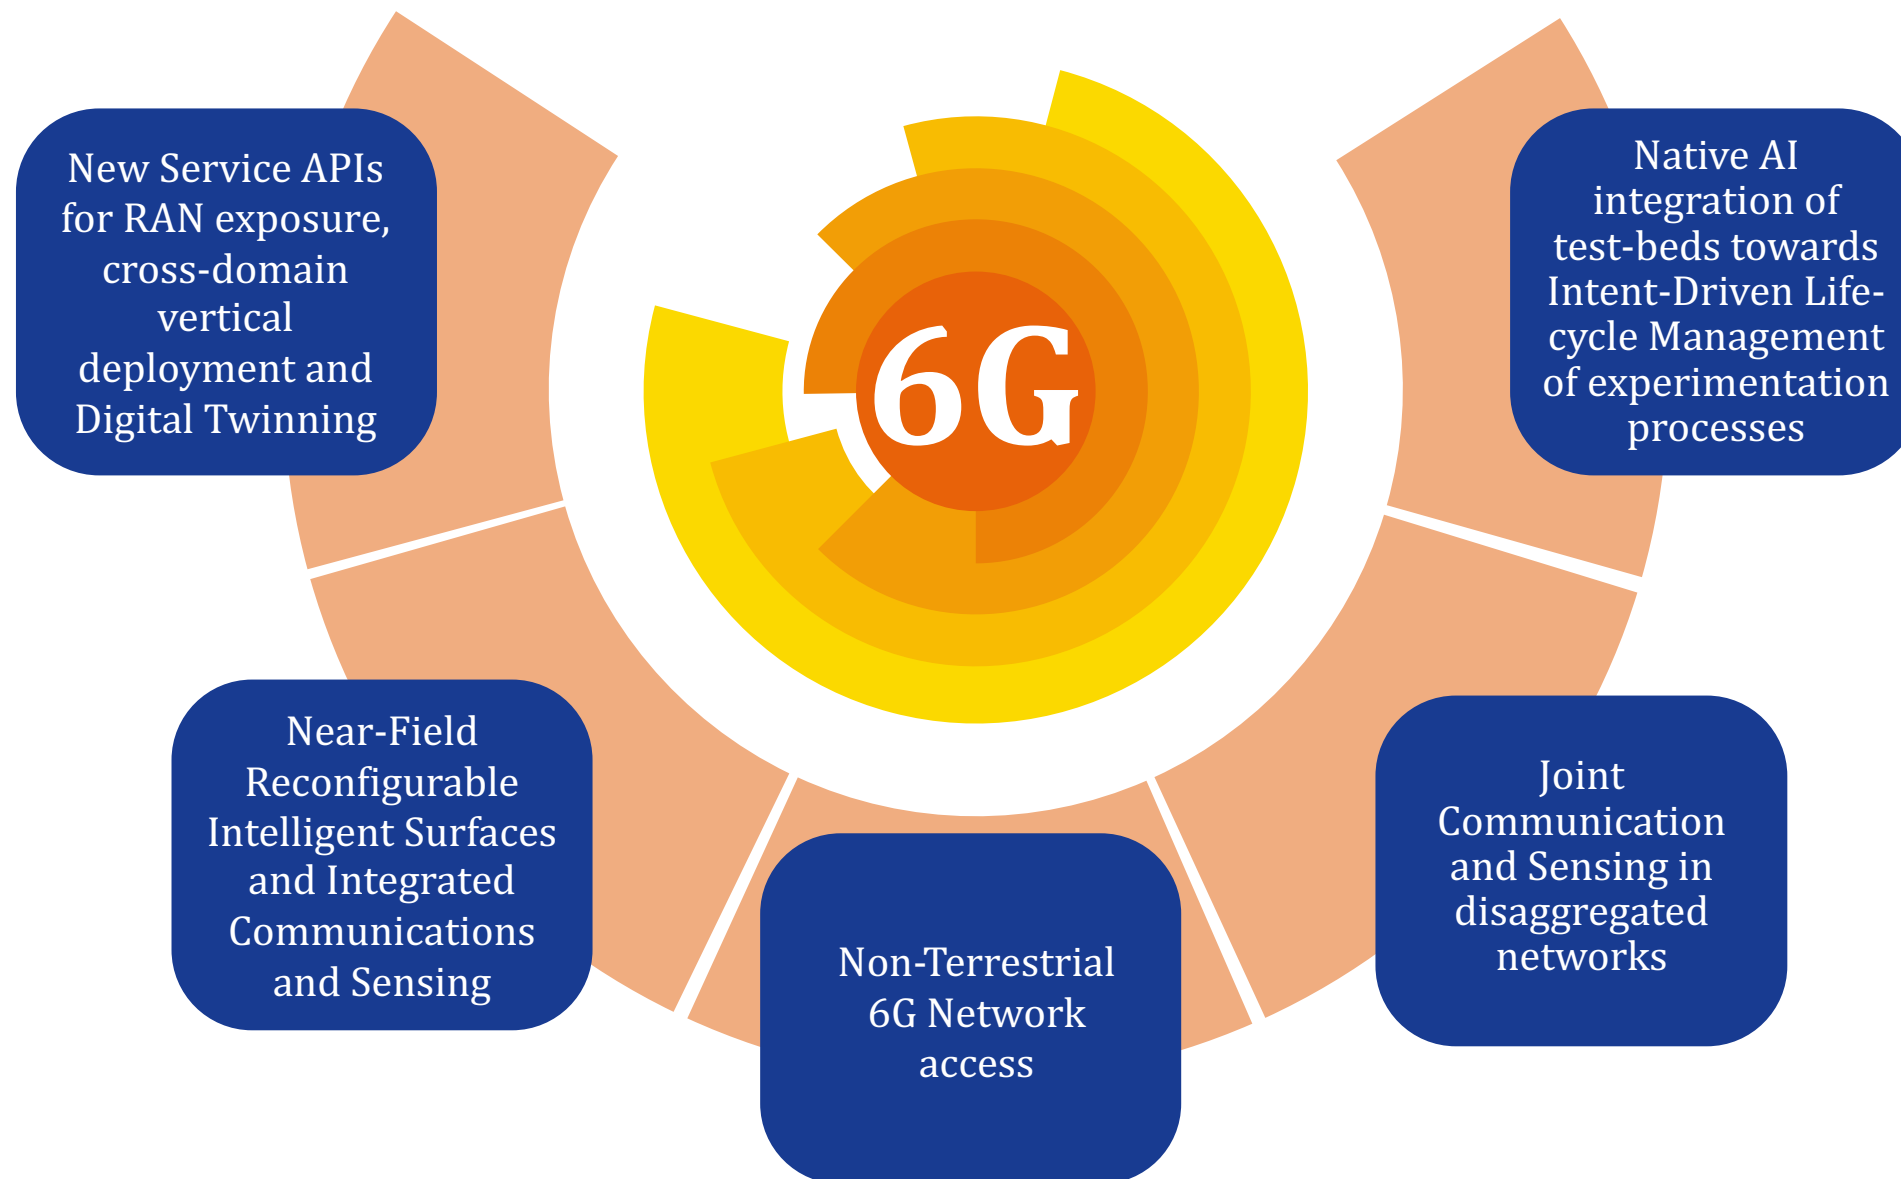 New Service APIs
for RAN exposure,
cross-domain
vertical
deployment and
Digital Twinning
6G
Native AI
integration of
test-beds towards
Intent-Driven Life-
cycle Management
of experimentation
processes
Near-Field
Reconfigurable
Intelligent Surfaces
and Integrated
Communications
and Sensing
Non-Terrestrial
6G Network
access
Joint
Communication
and Sensing in
disaggregated
networks